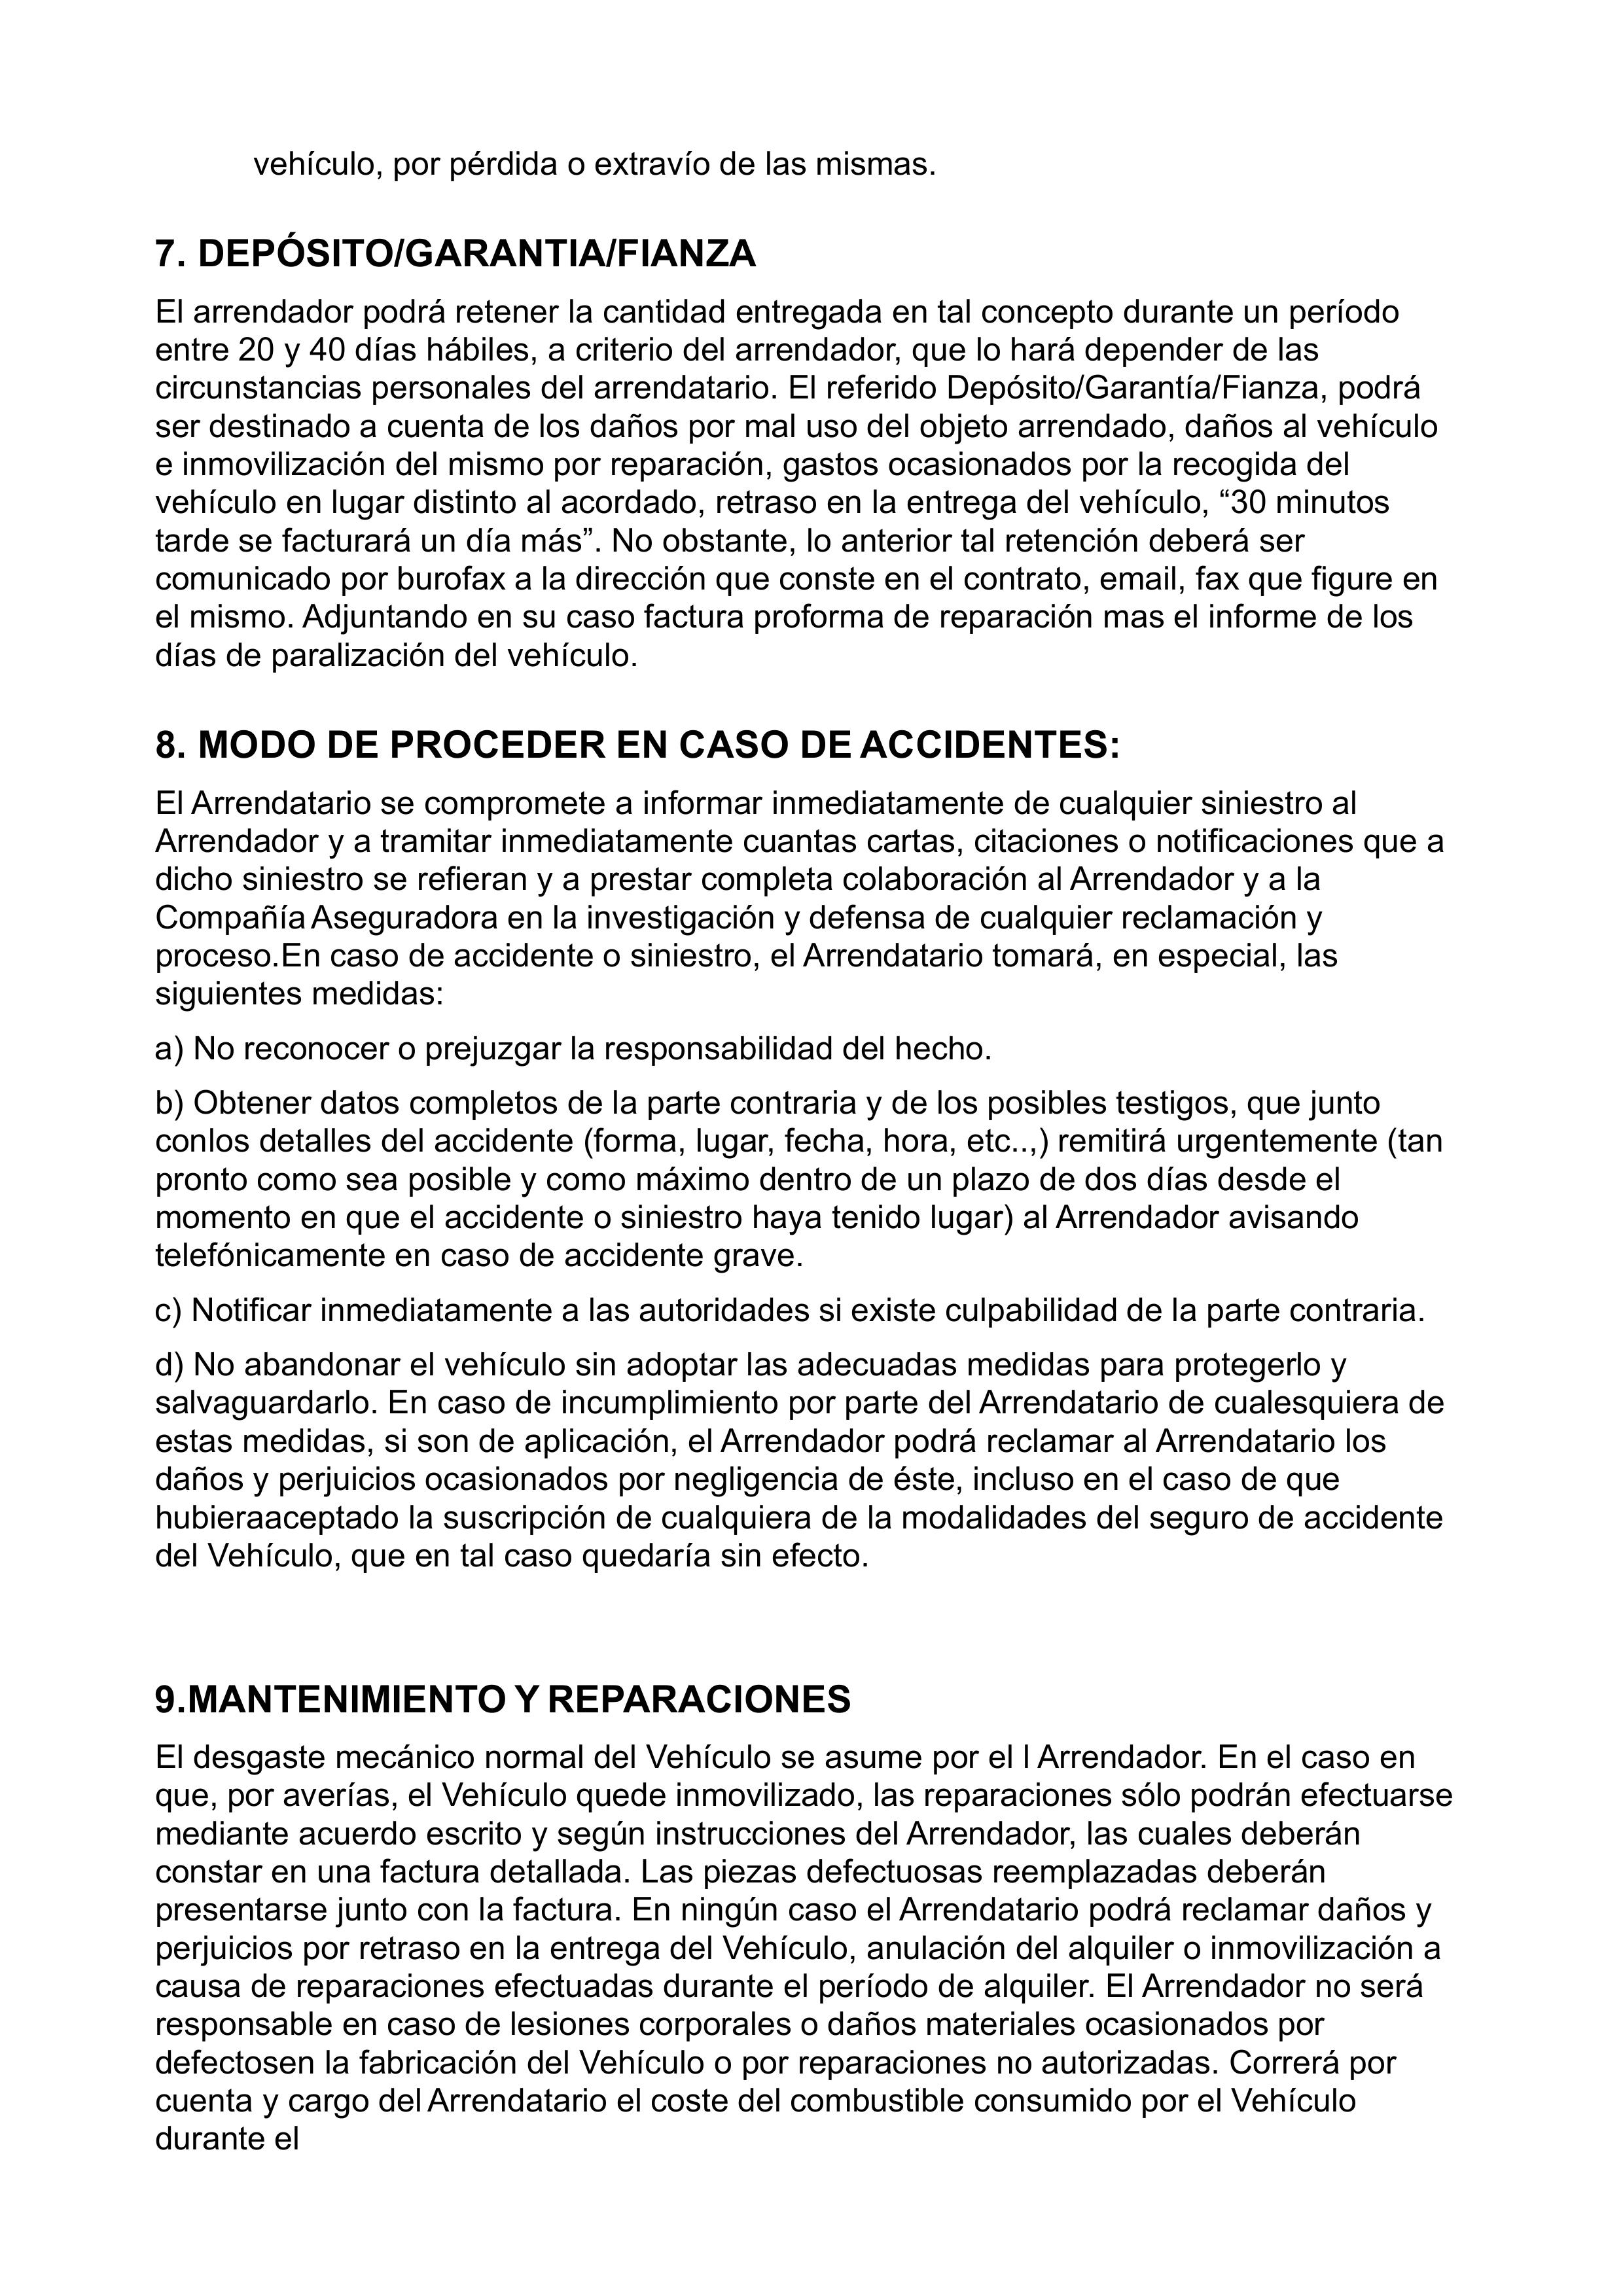 vehículo, por pérdida o extravío de las mismas.
7. DEPÓSITO/GARANTIA/FIANZA
El arrendador podrá retener la cantidad entregada en tal concepto durante un período
entre 20 y 40 días hábiles, a criterio del arrendador, que lo hará depender de las
circunstancias personales del arrendatario. El referido Depósito/Garantía/Fianza, podrá
ser destinado a cuenta de los daños por mal uso del objeto arrendado, daños al vehículo
e inmovilización del mismo por reparación, gastos ocasionados por la recogida del
vehículo en lugar distinto al acordado, retraso en la entrega del vehículo, “30 minutos
tarde se facturará un día más”. No obstante, lo anterior tal retención deberá ser
comunicado por burofax a la dirección que conste en el contrato, email, fax que figure en
el mismo. Adjuntando en su caso factura proforma de reparación mas el informe de los
días de paralización del vehículo.
8. MODO DE PROCEDER EN CASO DE ACCIDENTES:
El Arrendatario se compromete a informar inmediatamente de cualquier siniestro al
Arrendador y a tramitar inmediatamente cuantas cartas, citaciones o notificaciones que a
dicho siniestro se refieran y a prestar completa colaboración al Arrendador y a la
Compañía Aseguradora en la investigación y defensa de cualquier reclamación y
proceso.En caso de accidente o siniestro, el Arrendatario tomará, en especial, las
siguientes medidas:
a) No reconocer o prejuzgar la responsabilidad del hecho.
b) Obtener datos completos de la parte contraria y de los posibles testigos, que junto
conlos detalles del accidente (forma, lugar, fecha, hora, etc..,) remitirá urgentemente (tan
pronto como sea posible y como máximo dentro de un plazo de dos días desde el
momento en que el accidente o siniestro haya tenido lugar) al Arrendador avisando
telefónicamente en caso de accidente grave.
c) Notificar inmediatamente a las autoridades si existe culpabilidad de la parte contraria.
d) No abandonar el vehículo sin adoptar las adecuadas medidas para protegerlo y
salvaguardarlo. En caso de incumplimiento por parte del Arrendatario de cualesquiera de
estas medidas, si son de aplicación, el Arrendador podrá reclamar al Arrendatario los
daños y perjuicios ocasionados por negligencia de éste, incluso en el caso de que
hubieraaceptado la suscripción de cualquiera de la modalidades del seguro de accidente
del Vehículo, que en tal caso quedaría sin efecto.
9.MANTENIMIENTO Y REPARACIONES
El desgaste mecánico normal del Vehículo se asume por el l Arrendador. En el caso en
que, por averías, el Vehículo quede inmovilizado, las reparaciones sólo podrán efectuarse
mediante acuerdo escrito y según instrucciones del Arrendador, las cuales deberán
constar en una factura detallada. Las piezas defectuosas reemplazadas deberán
presentarse junto con la factura. En ningún caso el Arrendatario podrá reclamar daños y
perjuicios por retraso en la entrega del Vehículo, anulación del alquiler o inmovilización a
causa de reparaciones efectuadas durante el período de alquiler. El Arrendador no será
responsable en caso de lesiones corporales o daños materiales ocasionados por
defectosen la fabricación del Vehículo o por reparaciones no autorizadas. Correrá por
cuenta y cargo del Arrendatario el coste del combustible consumido por el Vehículo
durante el